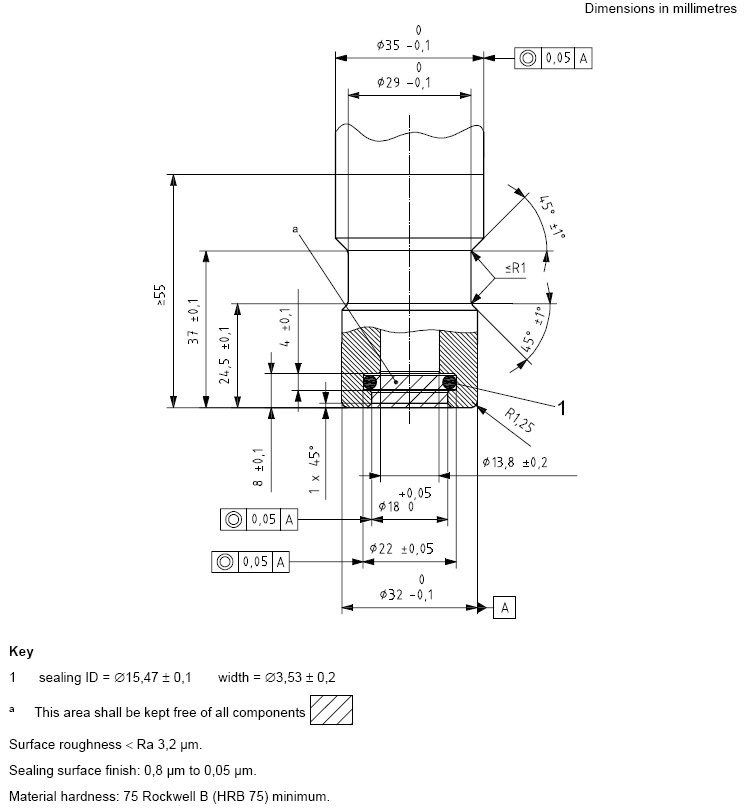 Dimensions in millimetres
0
⌀35 -0,1
0,05 A
0
⌀29 -0,1
45° ±1°
a
≤R1
≥55
37 ±0,1
24,5 ±0,1
4 ±0,1
45° ±1°
1
R1,25
8 ±0,1
1 x 45°
⌀13,8 ±0,2
+0,05
⌀18 0
0,05 A
⌀22 ±0,05
0,05 A
0
⌀32 -0,1
A
Key
1 sealing ID = ∅15,47 ± 0,1 width = ∅3,53 ± 0,2
a This area shall be kept free of all components
Surface roughness < Ra 3,2 μm.
Sealing surface finish: 0,8 μm to 0,05 μm.
Material hardness: 75 Rockwell B (HRB 75) minimum.